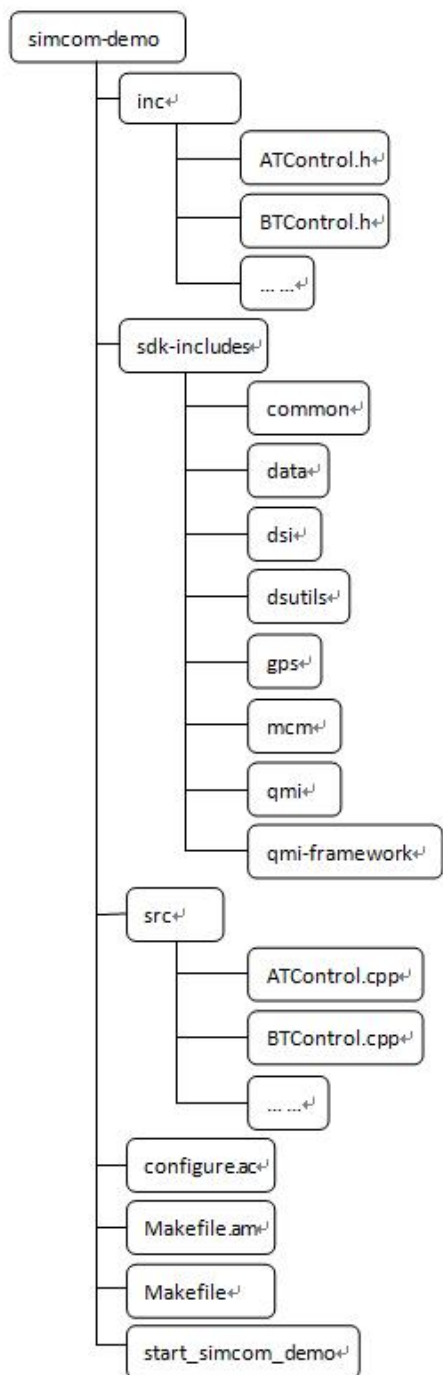 simcom-demo
inc↵
ATControl.h↵
BTControl.h↵
... ...↵
sdk-includes↵
common↵
data↵
dsi↵
dsutils↵
gps↵
mcm↵
qmi↵
qmi-framework↵
src↵
ATControl.cpp↵
BTControl.cpp↵
... ...↵
configure.ac↵
Makefile.am↵
Makefile↵
start_simcom_demo↵